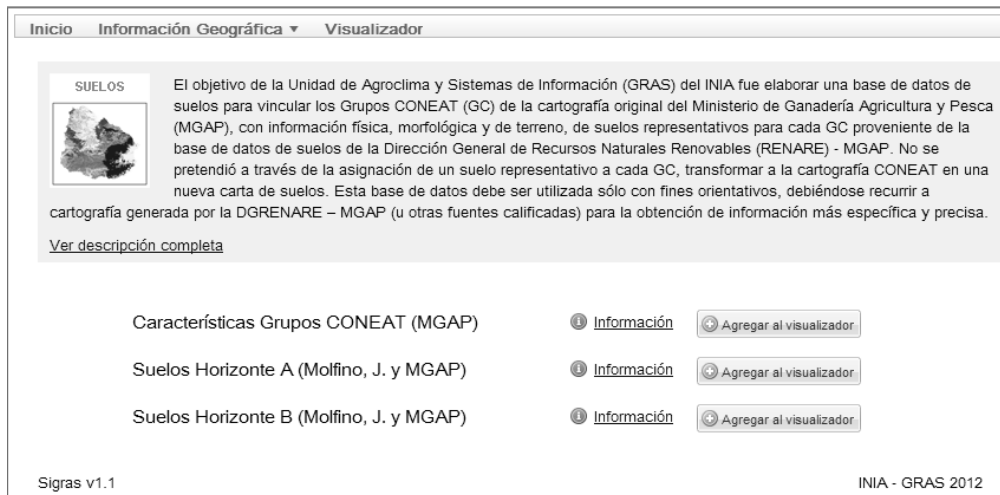 Inicio Información Geográfica ▾ Visualizador
SUELOS
El objetivo de la Unidad de Agroclima y Sistemas de Información (GRAS) del INIA fue elaborar una base de datos de
suelos para vincular los Grupos CONEAT (GC) de la cartografía original del Ministerio de Ganadería Agricultura y Pesca
(MGAP), con información física, morfológica y de terreno, de suelos representativos para cada GC proveniente de la
base de datos de suelos de la Dirección General de Recursos Naturales Renovables (RENARE) - MGAP. No se
pretendió a través de la asignación de un suelo representativo a cada GC, transformar a la cartografía CONEAT en una
nueva carta de suelos. Esta base de datos debe ser utilizada sólo con fines orientativos, debiéndose recurrir a
cartografía generada por la DGRENARE – MGAP (u otras fuentes calificadas) para la obtención de información más específica y precisa.
Ver descripción completa
Características Grupos CONEAT (MGAP) Información Agregar al visualizador
Suelos Horizonte A (Molfino, J. y MGAP) Información Agregar al visualizador
Suelos Horizonte B (Molfino, J. y MGAP) Información Agregar al visualizador
Sigras v1.1 INIA - GRAS 2012